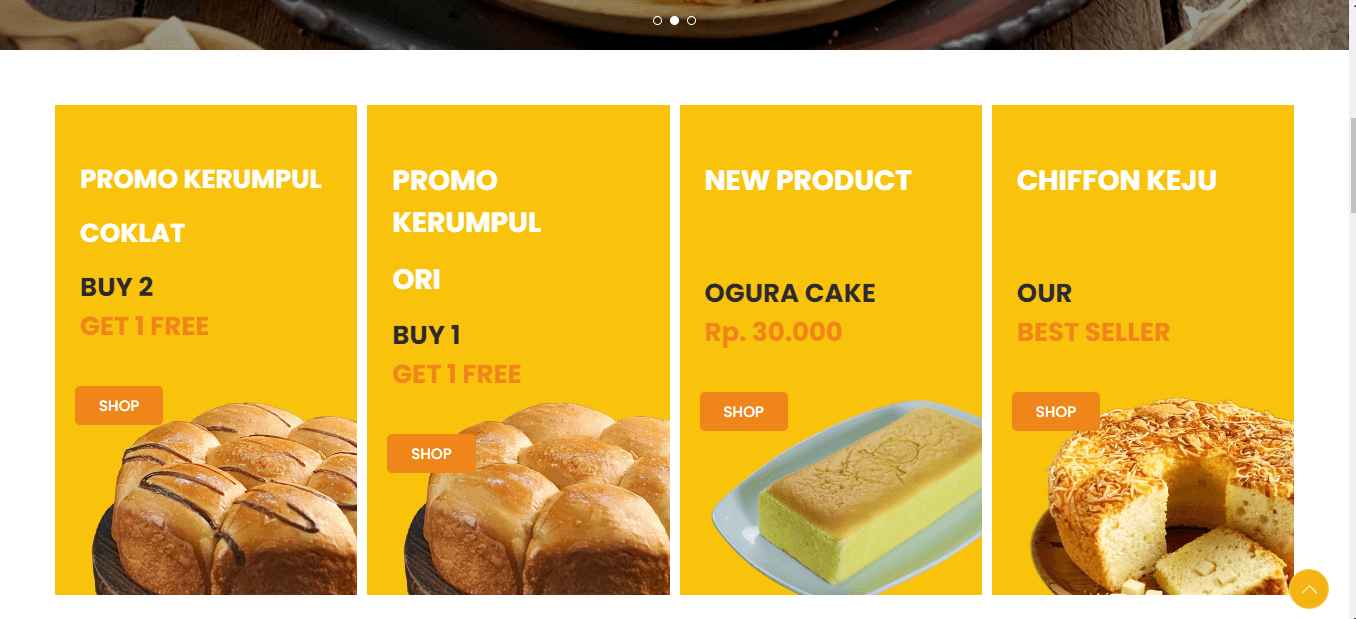 PROMO KERUMPUL
COKLAT
BUY 2
GET 1 FREE
SHOP
PROMO
KERUMPUL
ORI
BUY 1
GET 1 FREE
SHOP
NEW PRODUCT
OGURA CAKE
Rp. 30.000
SHOP
CHIFFON KEJU
OUR
BEST SELLER
SHOP